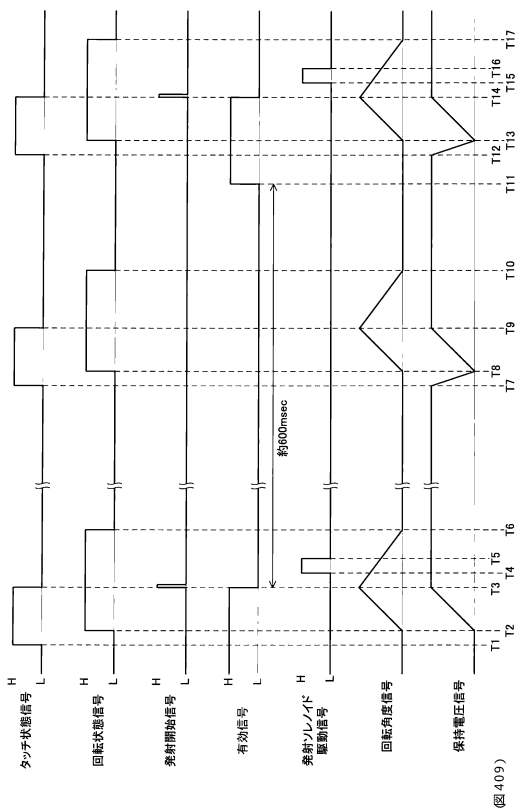 タッチ状態信号
H
L
回転状態信号
発射開始信号
H
L
有効信号
H
L
発射ソレノイド
駆動信号
H
L
回転角度信号
保持電圧信号
約600msec
T1
T2
T3
T4
T5
T6
T7
T8
T9
T10
T11
T12
T13
T14
T15
T16
T17
(図409)